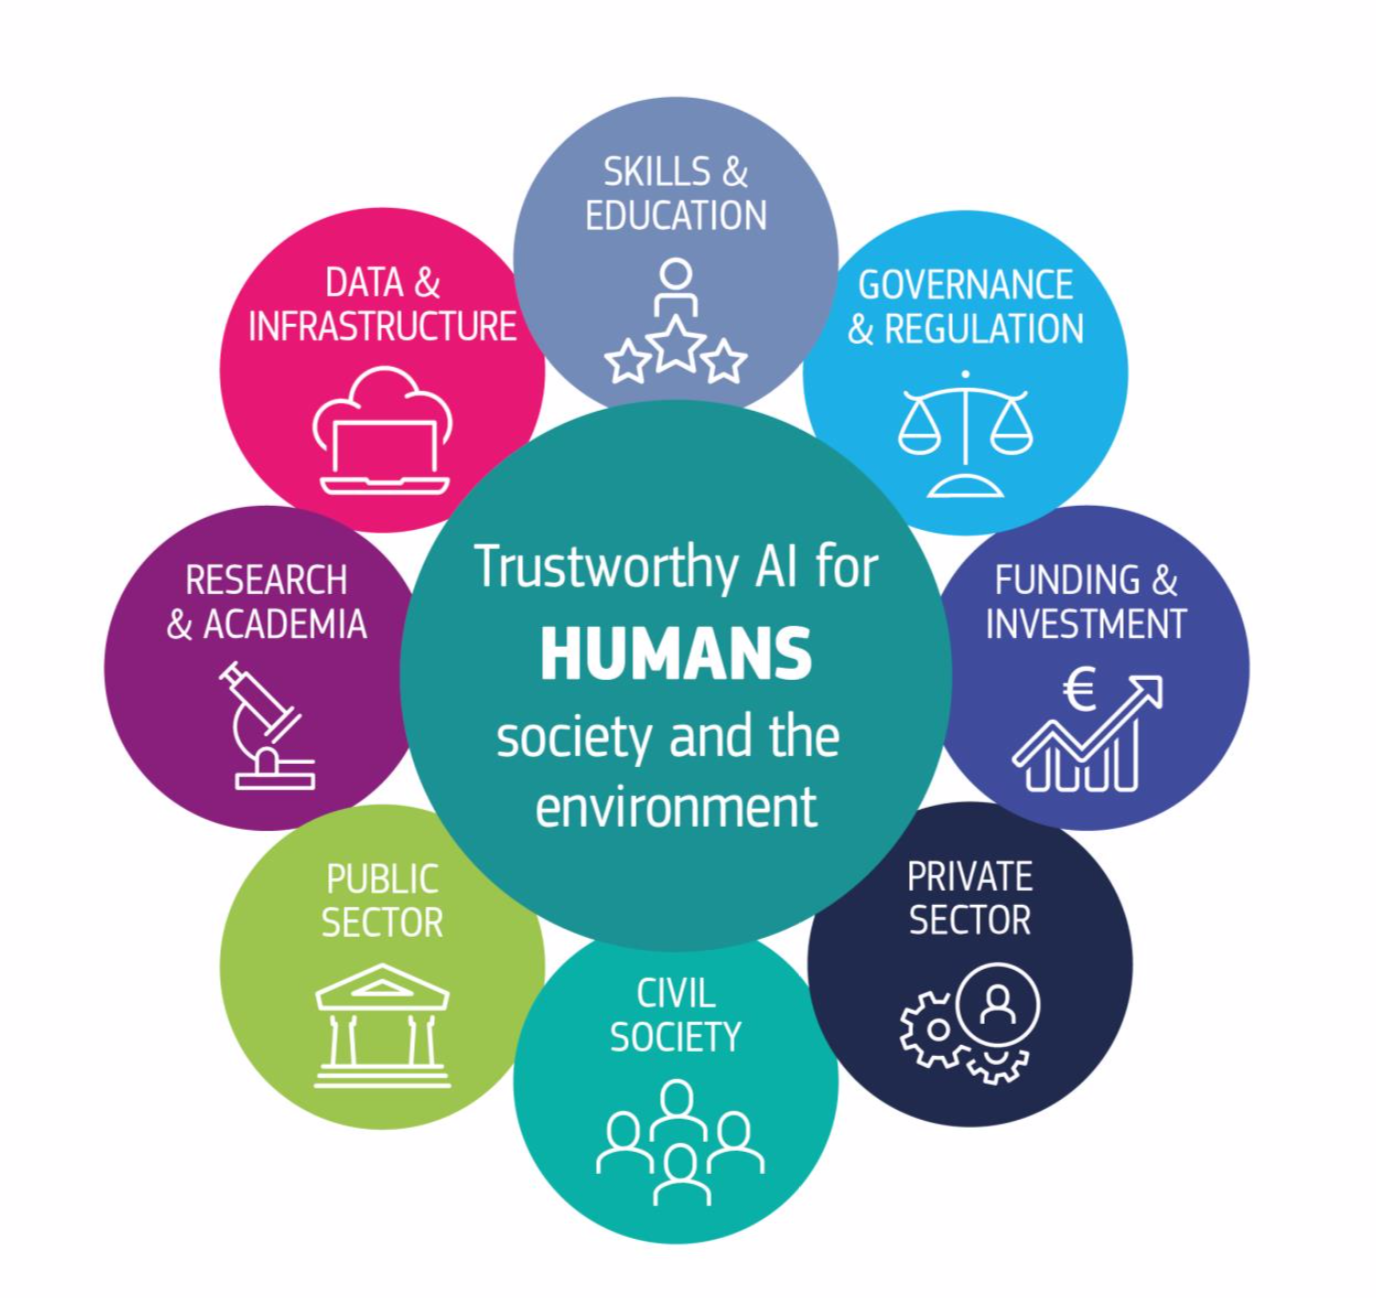 SKILLS &
EDUCATION
GOVERNANCE
& REGULATION
FUNDING &
INVESTMENT
€
PRIVATE
SECTOR
CIVIL
SOCIETY
PUBLIC
SECTOR
RESEARCH
& ACADEMIA
DATA &
INFRASTRUCTURE
Trustworthy AI for
HUMANS
society and the
environment